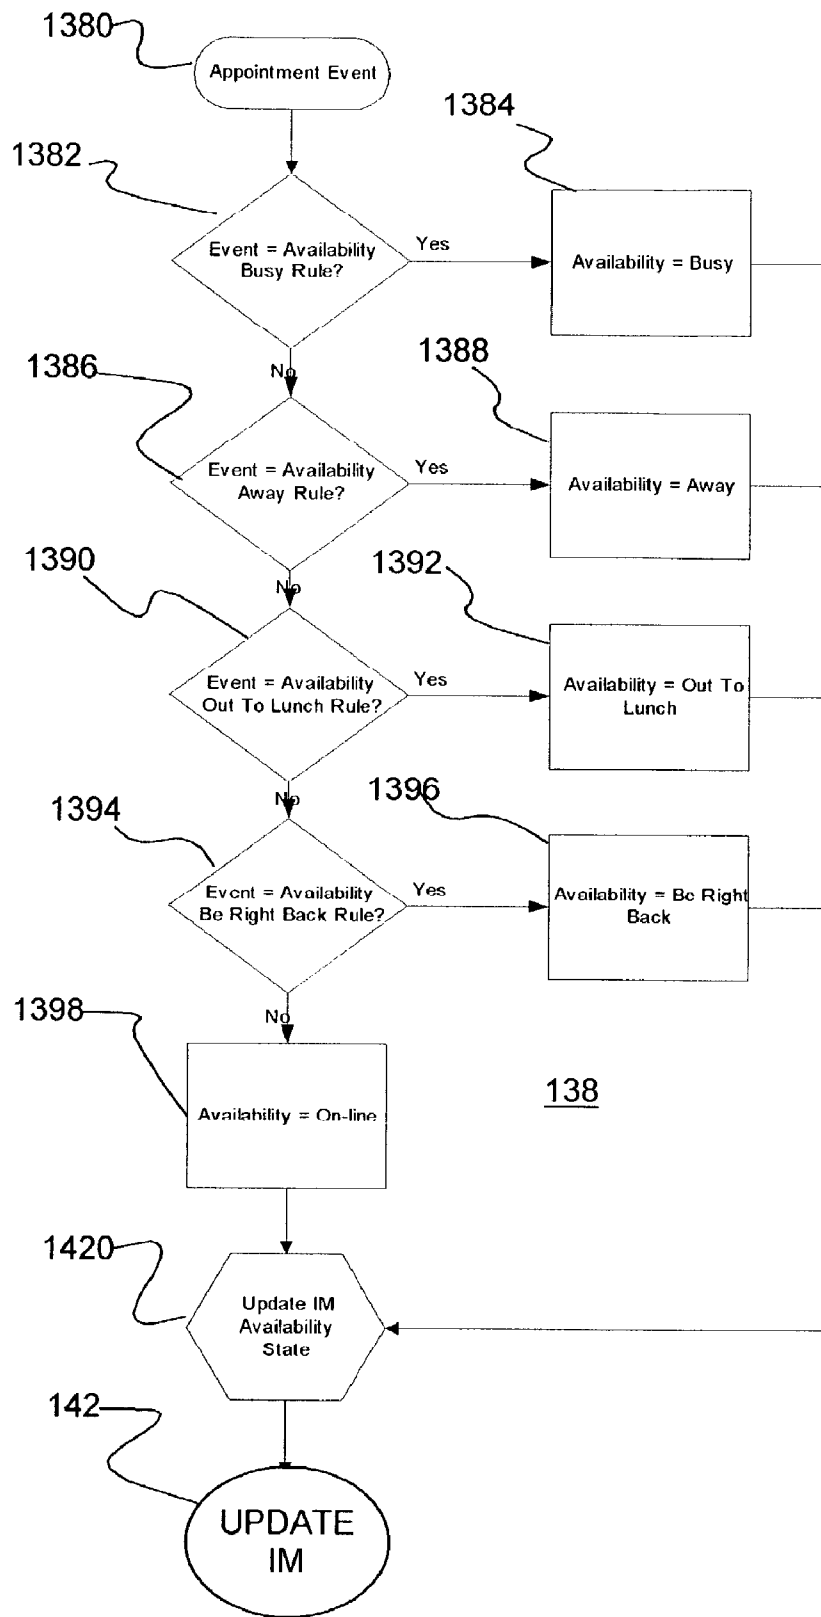 1380
Appointment Event
1384
1382
Event = Availability
Busy Rule?
Yes
Availability = Busy
No
1386
1388
Event = Availability
Away Rule?
Yes
Availability = Away
No
1390
1392
Event = Availability
Out To Lunch Rule?
Yes
Availability = Out To
Lunch
No
1394
1396
Event = Availability
Be Right Back Rule?
Yes
Availability = Be Right
Back
No
1398
Availability = On-line
138
1420
Update IM
Availability
State
142
UPDATE
IM